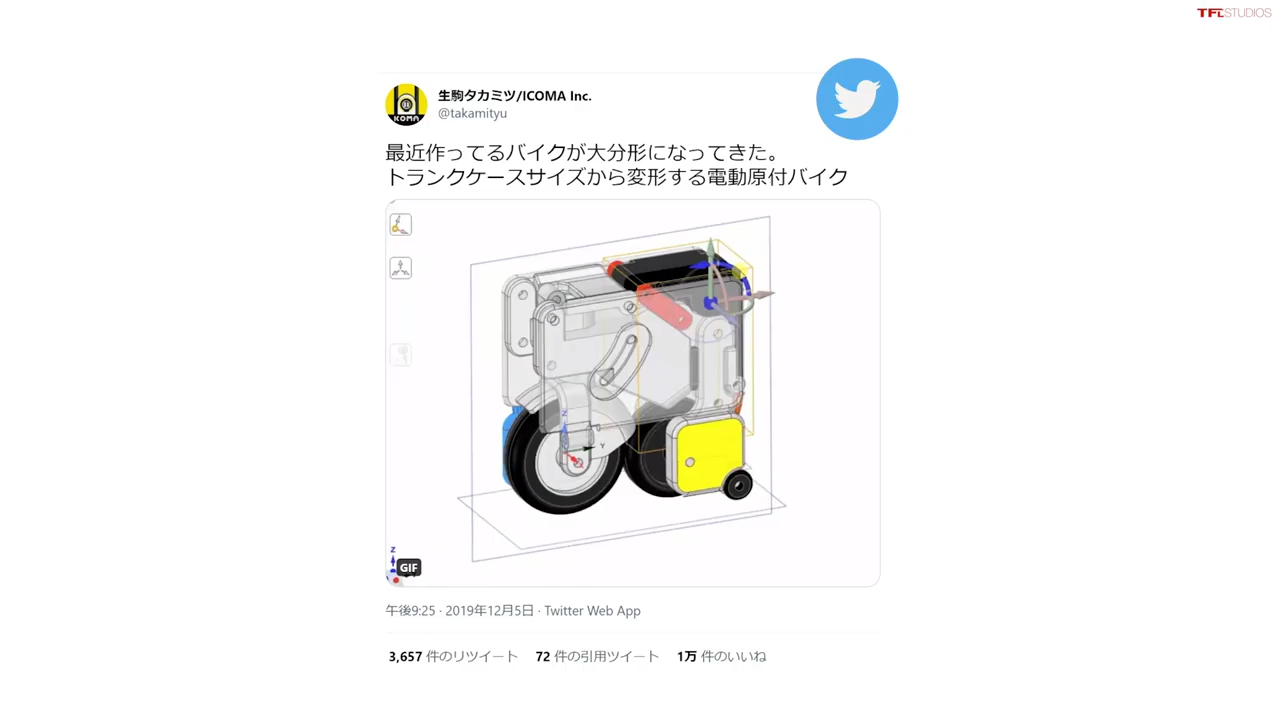 TFLSTUDIOS
生駒タカミツ/ICOMA Inc.
@takamityu
KOMA
最近作ってるバイクが大分形になってきた。
トランクケースサイズから変形する電動原付バイク
Z
Y
Z
GIF
午後9:25 · 2019年12月5日 · Twitter Web App
3,657 件のリツイート 72 件の引用ツイート 1万 件のいいね